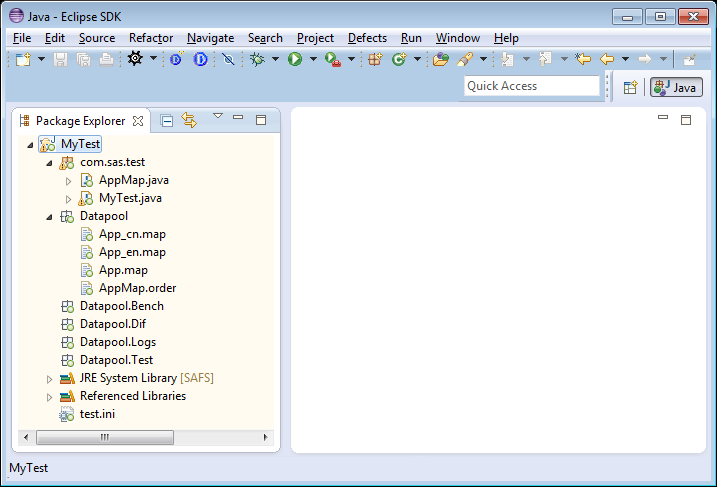 Java - Eclipse SDK
File Edit Source Refactor Navigate Search Project Defects Run Window Help
Quick Access
Java
Package Explorer
MyTest
com.sas.test
AppMap.java
MyTest.java
Datapool
App_cn.map
App_en.map
App.map
AppMap.order
Datapool.Bench
Datapool.Dif
Datapool.Logs
Datapool.Test
JRE System Library [SAFS]
Referenced Libraries
test.ini
MyTest